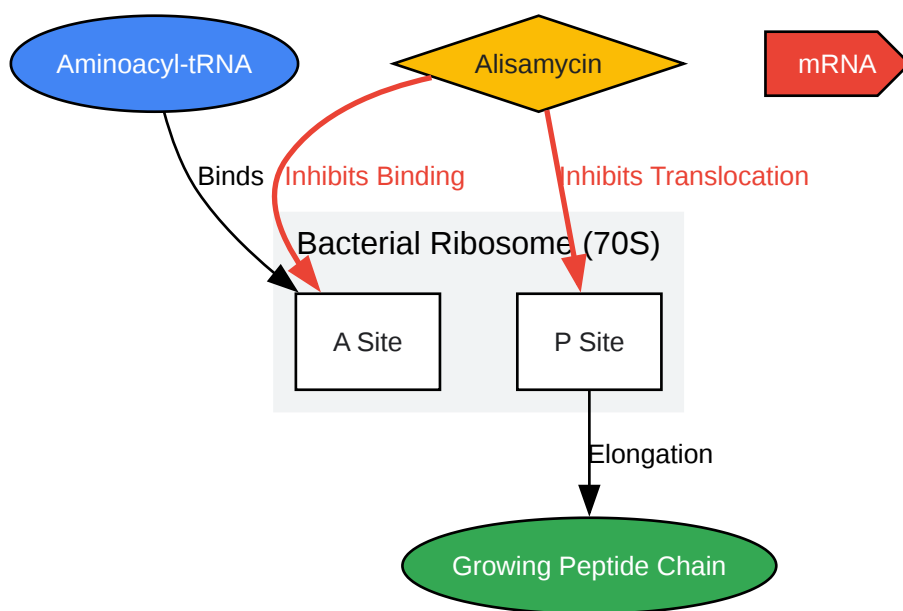 Aminoacyl-tRNA
Alisamycin
mRNA
Binds
Inhibits Binding
Inhibits Translocation
Bacterial Ribosome (70S)
A Site
P Site
Elongation
Growing Peptide Chain